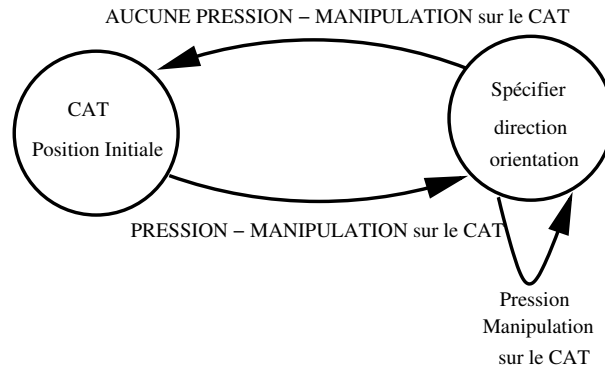 AUCUNE PRESSION − MANIPULATION sur le CAT
CAT
Position Initiale
Spécifier
direction
orientation
PRESSION − MANIPULATION sur le CAT
Pression
Manipulation
sur le CAT